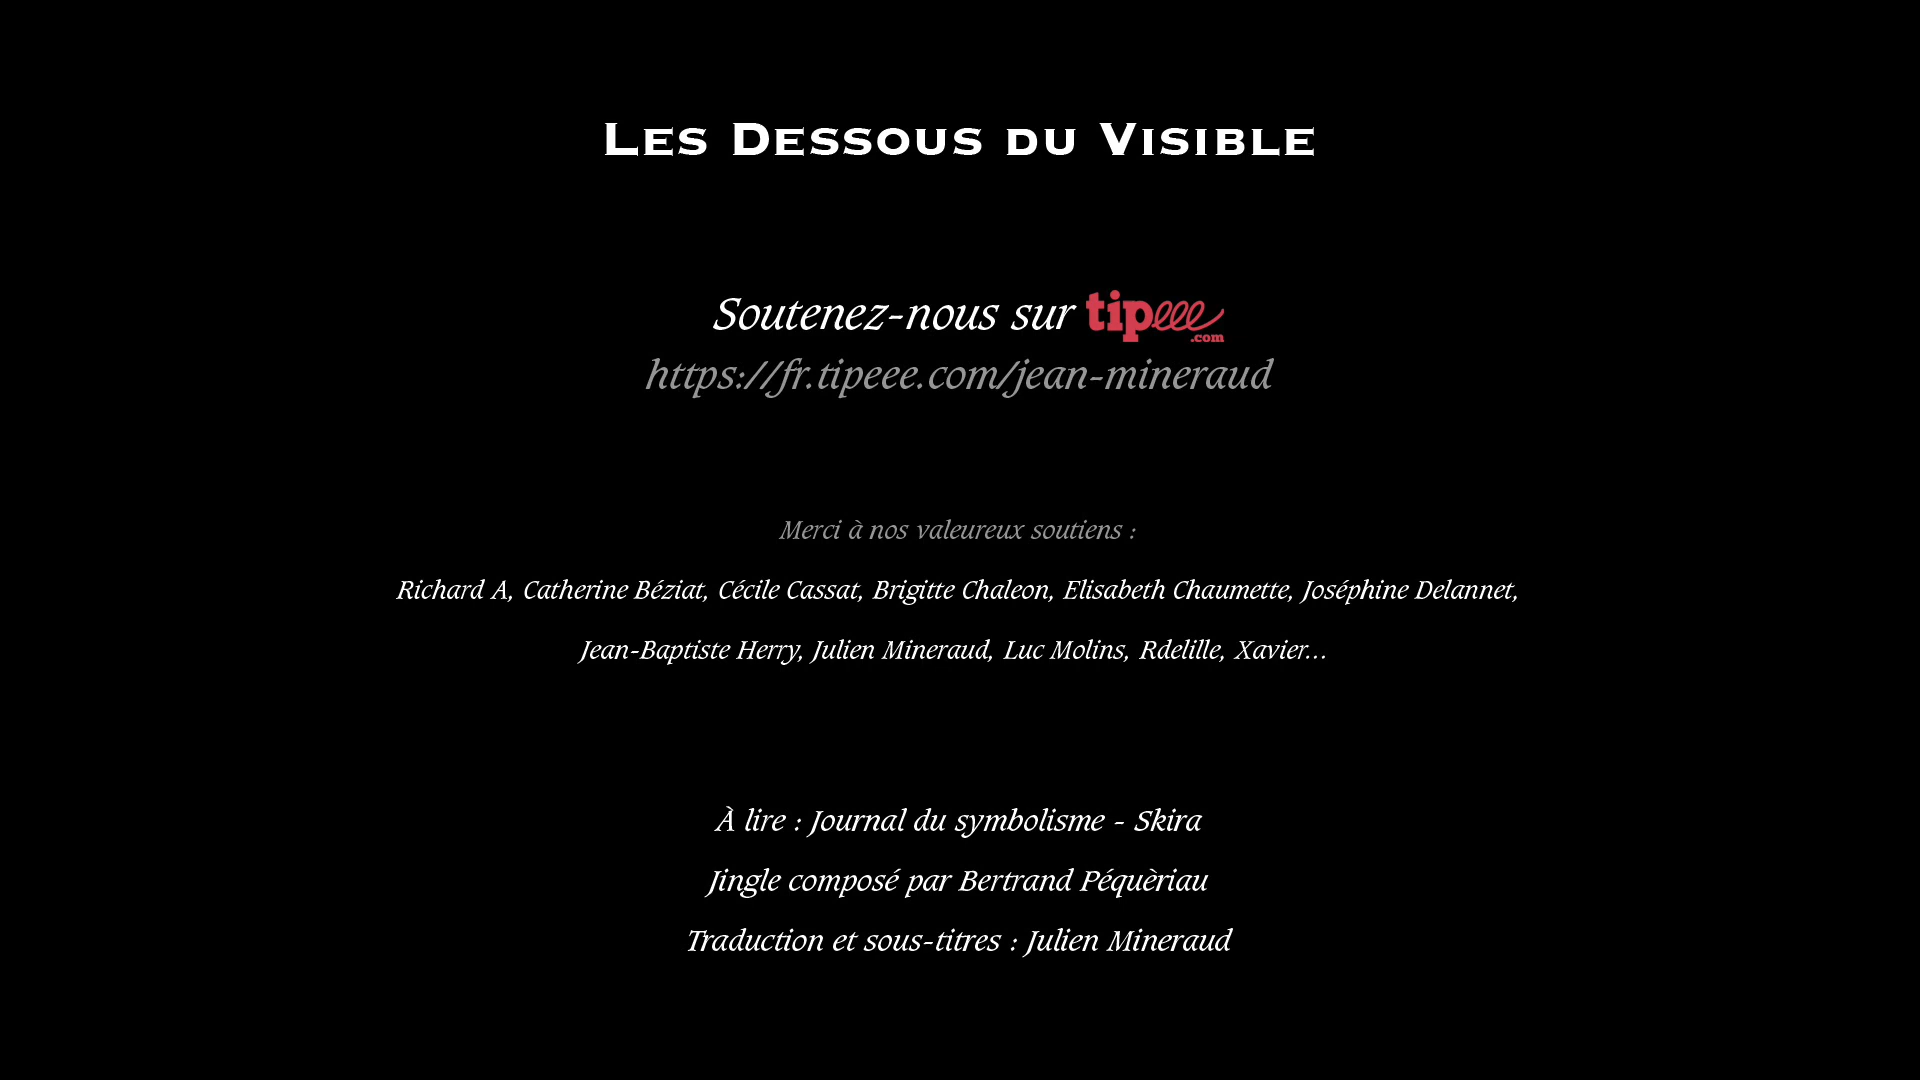 Les Dessous du Visible
Soutenez-nous sur tipeee.com
https://fr.tipeee.com/jean-mineraud
Merci à nos valeureux soutiens :
Richard A, Catherine Béziat, Cécile Cassat, Brigitte Chaleon, Elisabeth Chaumette, Joséphine Delannet,
Jean-Baptiste Herry, Julien Mineraud, Luc Molins, Rdelille, Xavier...
À lire : Journal du symbolisme - Skira
Jingle composé par Bertrand Péquèriau
Traduction et sous-titres : Julien Mineraud